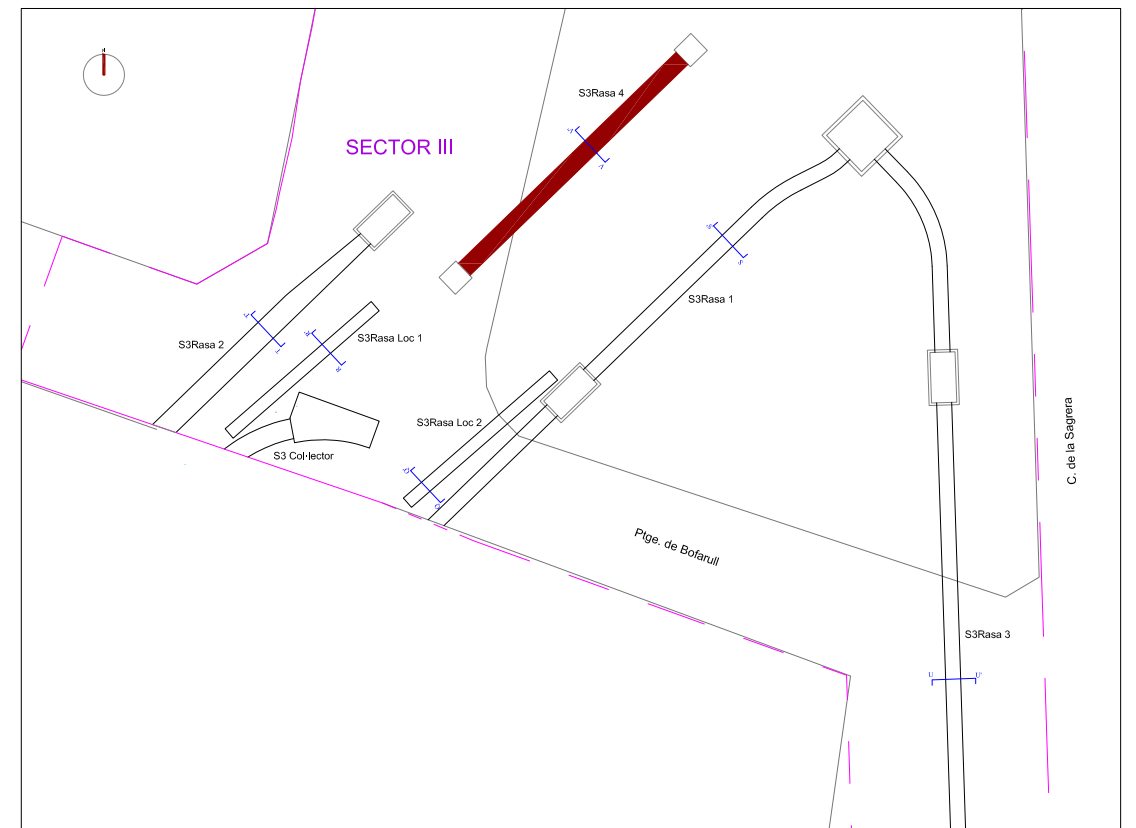 S3Rasa 4
SECTOR III
S3Rasa 1
S3Rasa 2
S3Rasa Loc 1
S3Rasa Loc 2
S3 Col·lector
C. de la Sagrera
Ptge. de Bofarull
S3Rasa 3
U U'